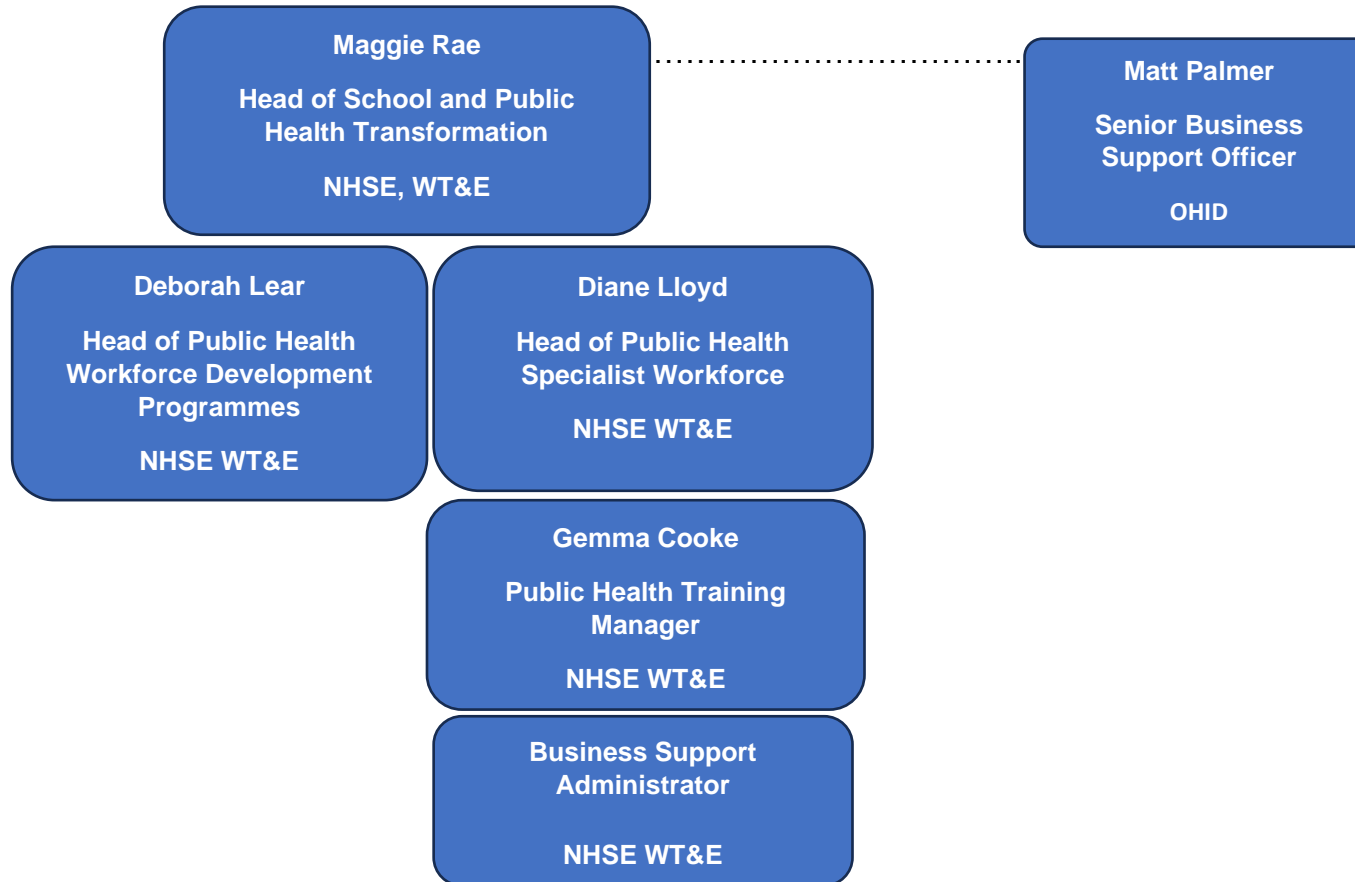 Maggie Rae
Head of School and Public
Health Transformation
NHSE, WT&E
Matt Palmer
Senior Business
Support Officer
OHID
Deborah Lear
Head of Public Health
Workforce Development
Programmes
NHSE WT&E
Diane Lloyd
Head of Public Health
Specialist Workforce
NHSE WT&E
Gemma Cooke
Public Health Training
Manager
NHSE WT&E
Business Support
Administrator
NHSE WT&E